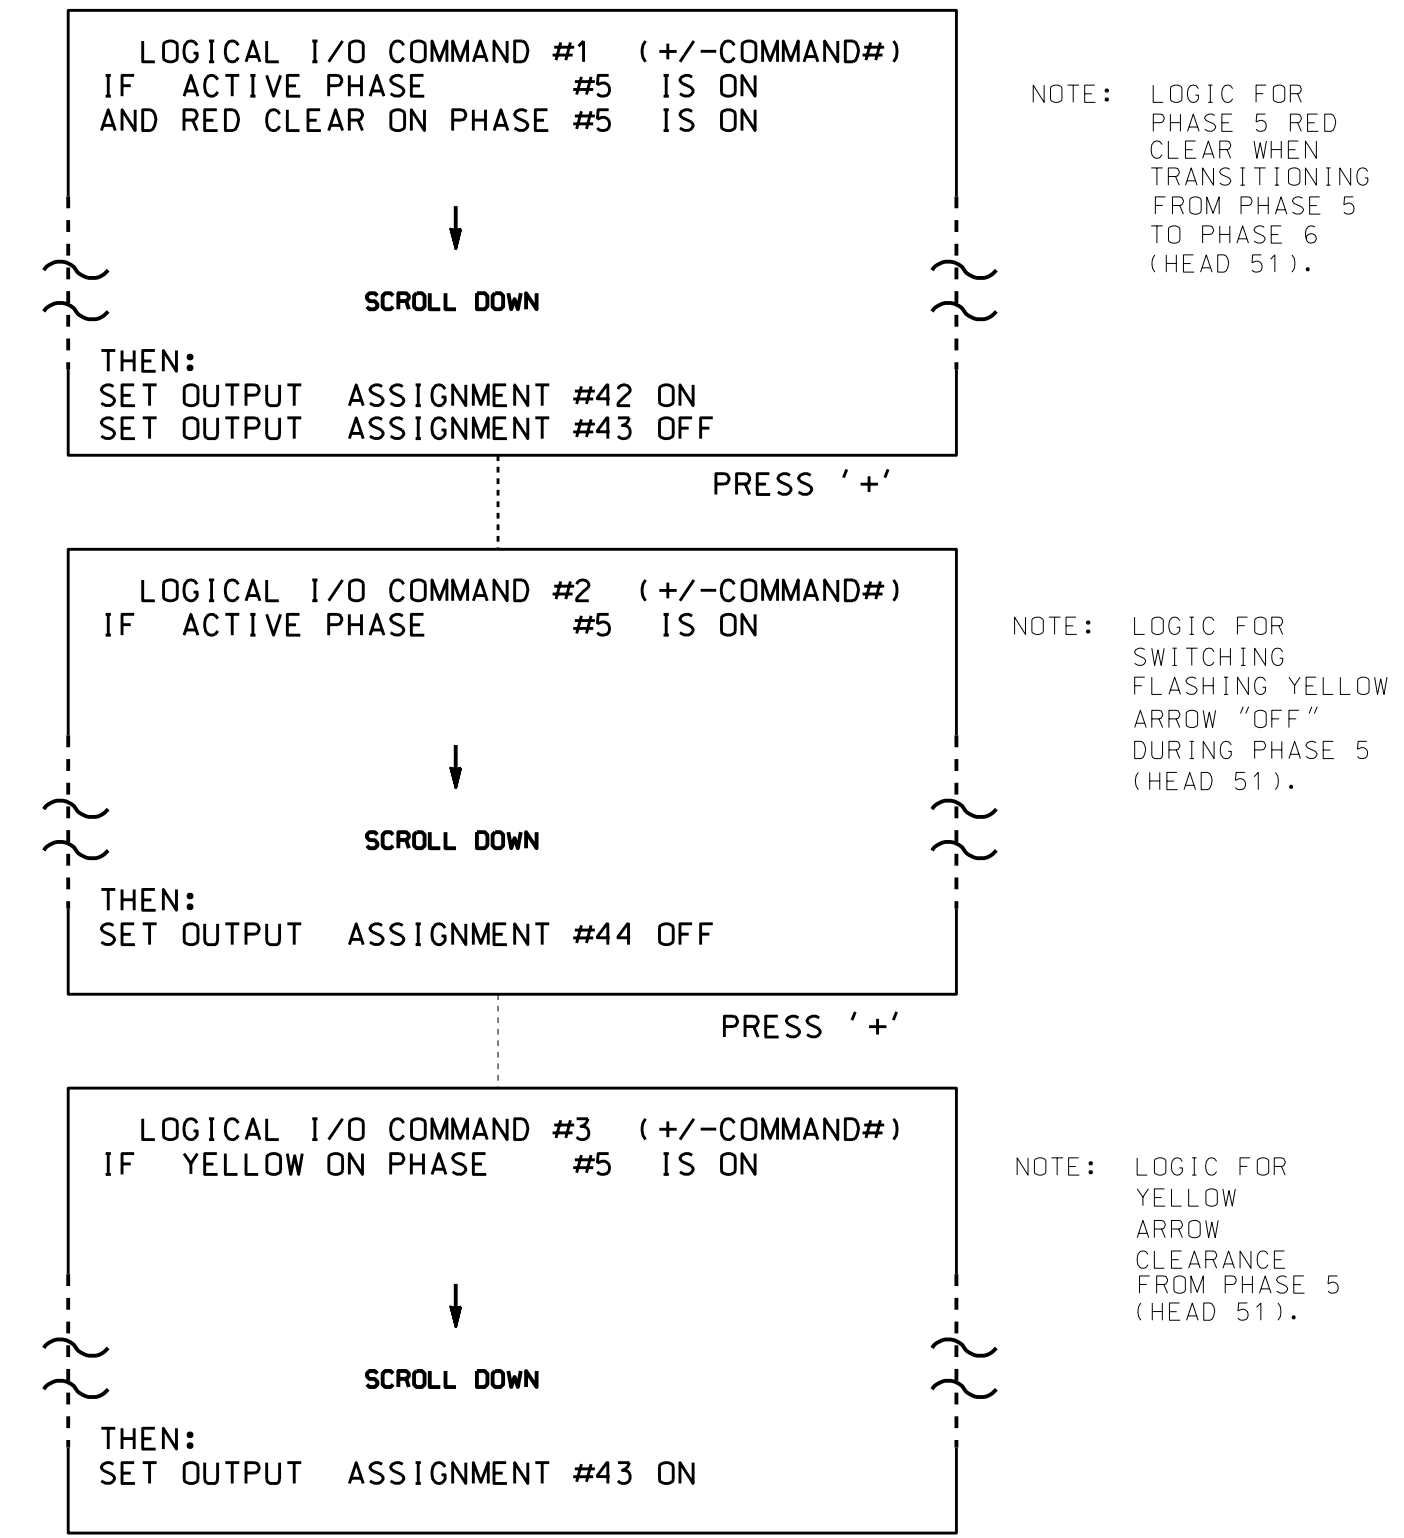 LOGICAL I/O COMMAND #1 (+/-COMMAND#)
IF ACTIVE PHASE #5 IS ON
AND RED CLEAR ON PHASE #5 IS ON
SCROLL DOWN
THEN:
SET OUTPUT ASSIGNMENT #42 ON
SET OUTPUT ASSIGNMENT #43 OFF
NOTE: LOGIC FOR
PHASE 5 RED
CLEAR WHEN
TRANSITIONING
FROM PHASE 5
TO PHASE 6
(HEAD 51).
PRESS '+'
LOGICAL I/O COMMAND #2 (+/-COMMAND#)
IF ACTIVE PHASE #5 IS ON
SCROLL DOWN
THEN:
SET OUTPUT ASSIGNMENT #44 OFF
NOTE: LOGIC FOR
SWITCHING
FLASHING YELLOW
ARROW "OFF"
DURING PHASE 5
(HEAD 51).
PRESS '+'
LOGICAL I/O COMMAND #3 (+/-COMMAND#)
IF YELLOW ON PHASE #5 IS ON
SCROLL DOWN
THEN:
SET OUTPUT ASSIGNMENT #43 ON
NOTE: LOGIC FOR
YELLOW
ARROW
CLEARANCE
FROM PHASE 5
(HEAD 51).